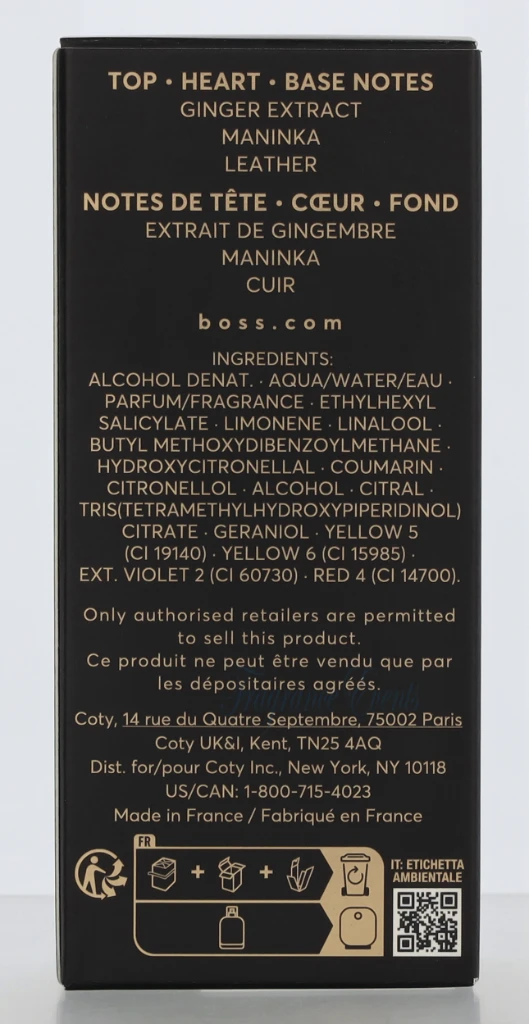 TOP · HEART · BASE NOTES
GINGER EXTRACT
MANINKA
LEATHER
NOTES DE TÊTE · CŒUR · FOND
EXTRAIT DE GINGEMBRE
MANINKA
CUIR
boss.com
INGREDIENTS:
ALCOHOL DENAT. · AQUA/WATER/EAU ·
PARFUM/FRAGRANCE · ETHYLHEXYL
SALICYLATE · LIMONENE · LINALOOL ·
BUTYL METHOXYDIBENZOYLMETHANE ·
HYDROXYCITRONELLAL · COUMARIN ·
CITRONELLOL · ALCOHOL · CITRAL ·
TRIS(TETRAMETHYLHYDROXYPIPERIDINOL)
CITRATE · GERANIOL · YELLOW 5
(CI 19140) · YELLOW 6 (CI 15985) ·
EXT. VIOLET 2 (CI 60730) · RED 4 (CI 14700).
Only authorised retailers are permitted
to sell this product.
Ce produit ne peut être vendu que par
les dépositaires agréés.
Coty, 14 rue du Quatre Septembre, 75002 Paris
Coty UK&I, Kent, TN25 4AQ
Dist. for/pour Coty Inc., New York, NY 10118
US/CAN: 1-800-715-4023
Made in France / Fabriqué en France
FR
IT: ETICHETTA
AMBIENTALE